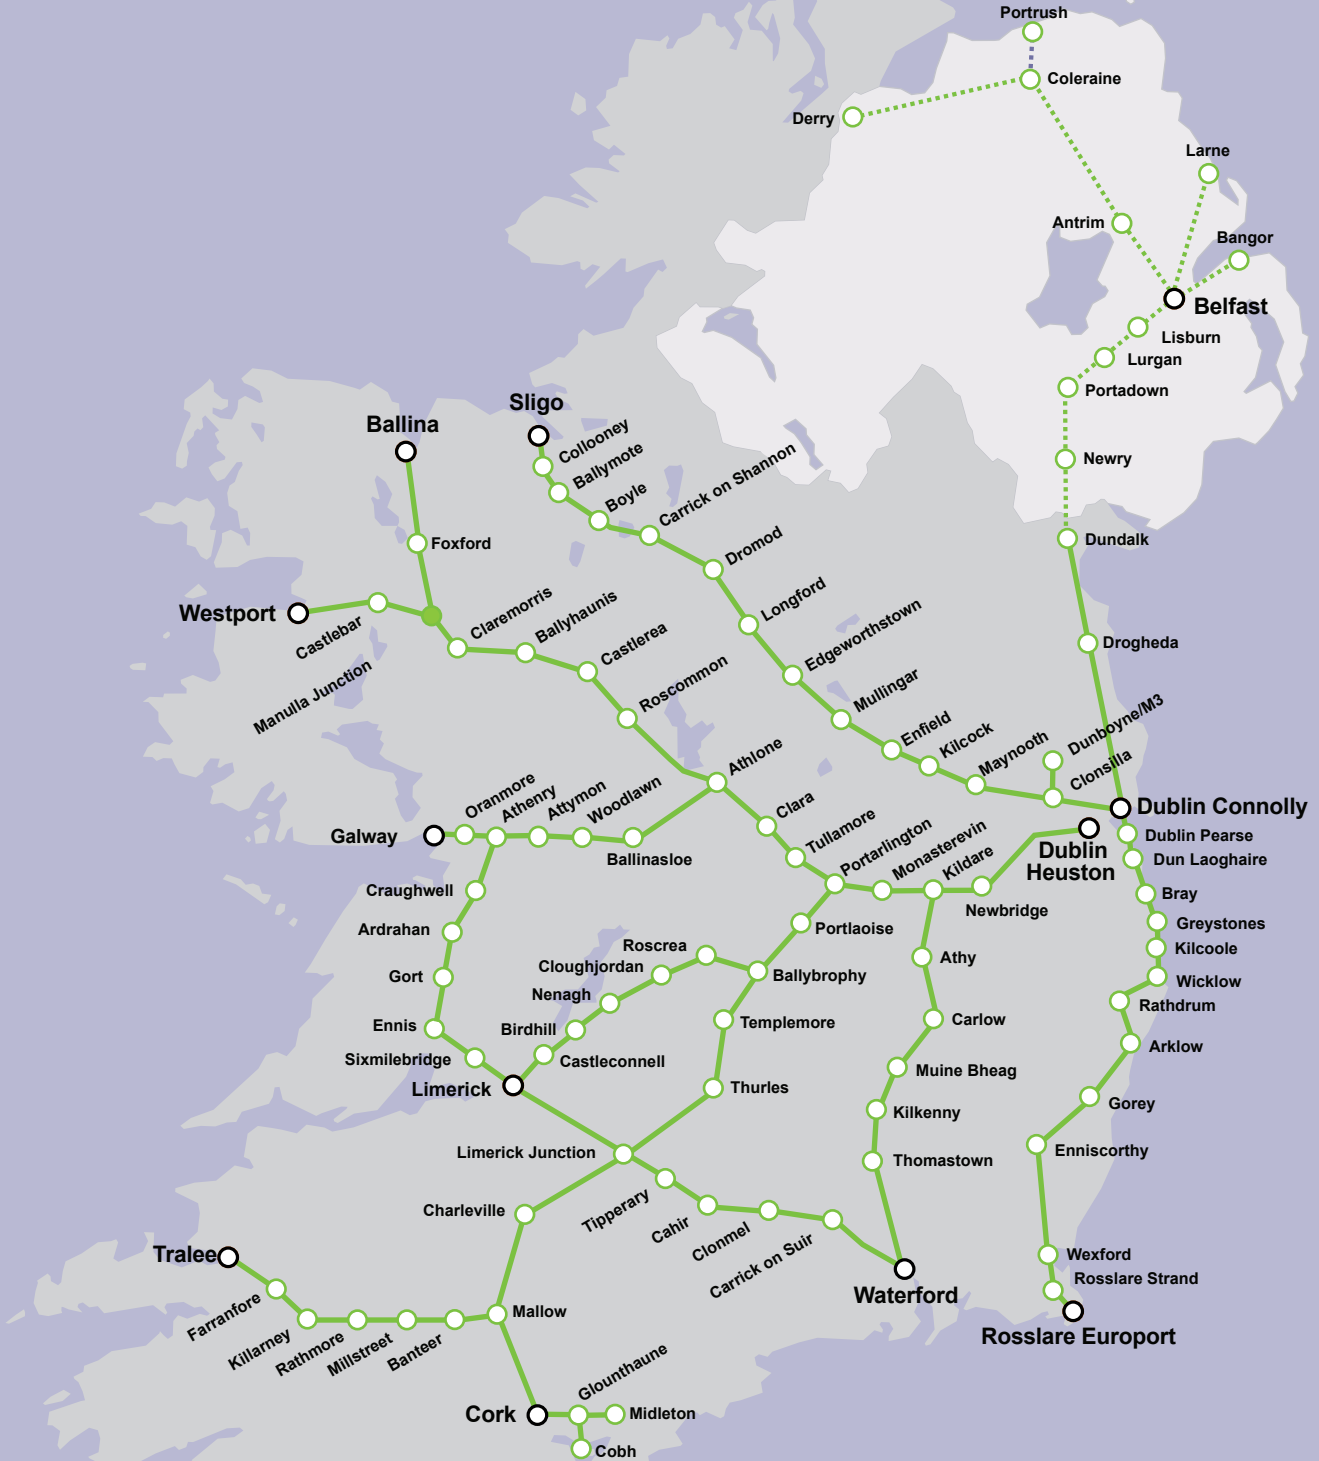 Portrush
Coleraine
Derry
Larne
Antrim
Bangor
Belfast
Lisburn
Lurgan
Portadown
Newry
Dundalk
Drogheda
Sligo
Collooney
Ballymote
Boyle
Carrick on Shannon
Dromod
Longford
Edgeworthstown
Mullingar
Enfield
Kilcock
Maynooth
Dunboyne/M3
Clonsilla
Dublin Connolly
Ballina
Foxford
Westport
Castlebar
Manulla Junction
Claremorris
Ballyhaunis
Castlerea
Roscommon
Athlone
Galway
Oranmore
Athenry
Attymon
Woodlawn
Ballinasloe
Clara
Tullamore
Portarlington
Monasterevin
Kildare
Newbridge
Dublin
Heuston
Dublin Pearse
Dun Laoghaire
Bray
Greystones
Kilcoole
Wicklow
Rathdrum
Arklow
Gorey
Enniscorthy
Wexford
Rosslare Strand
Rosslare Europort
Craughwell
Ardrahan
Gort
Ennis
Sixmilebridge
Limerick
Portlaoise
Ballybrophy
Roscrea
Cloughjordan
Nenagh
Birdhill
Castleconnell
Templemore
Thurles
Athy
Carlow
Muine Bheag
Kilkenny
Thomastown
Waterford
Limerick Junction
Tipperary
Cahir
Clonmel
Carrick on Suir
Charleville
Mallow
Tralee
Farranfore
Killarney
Rathmore
Millstreet
Banteer
Cork
Glounthaune
Midleton
Cobh